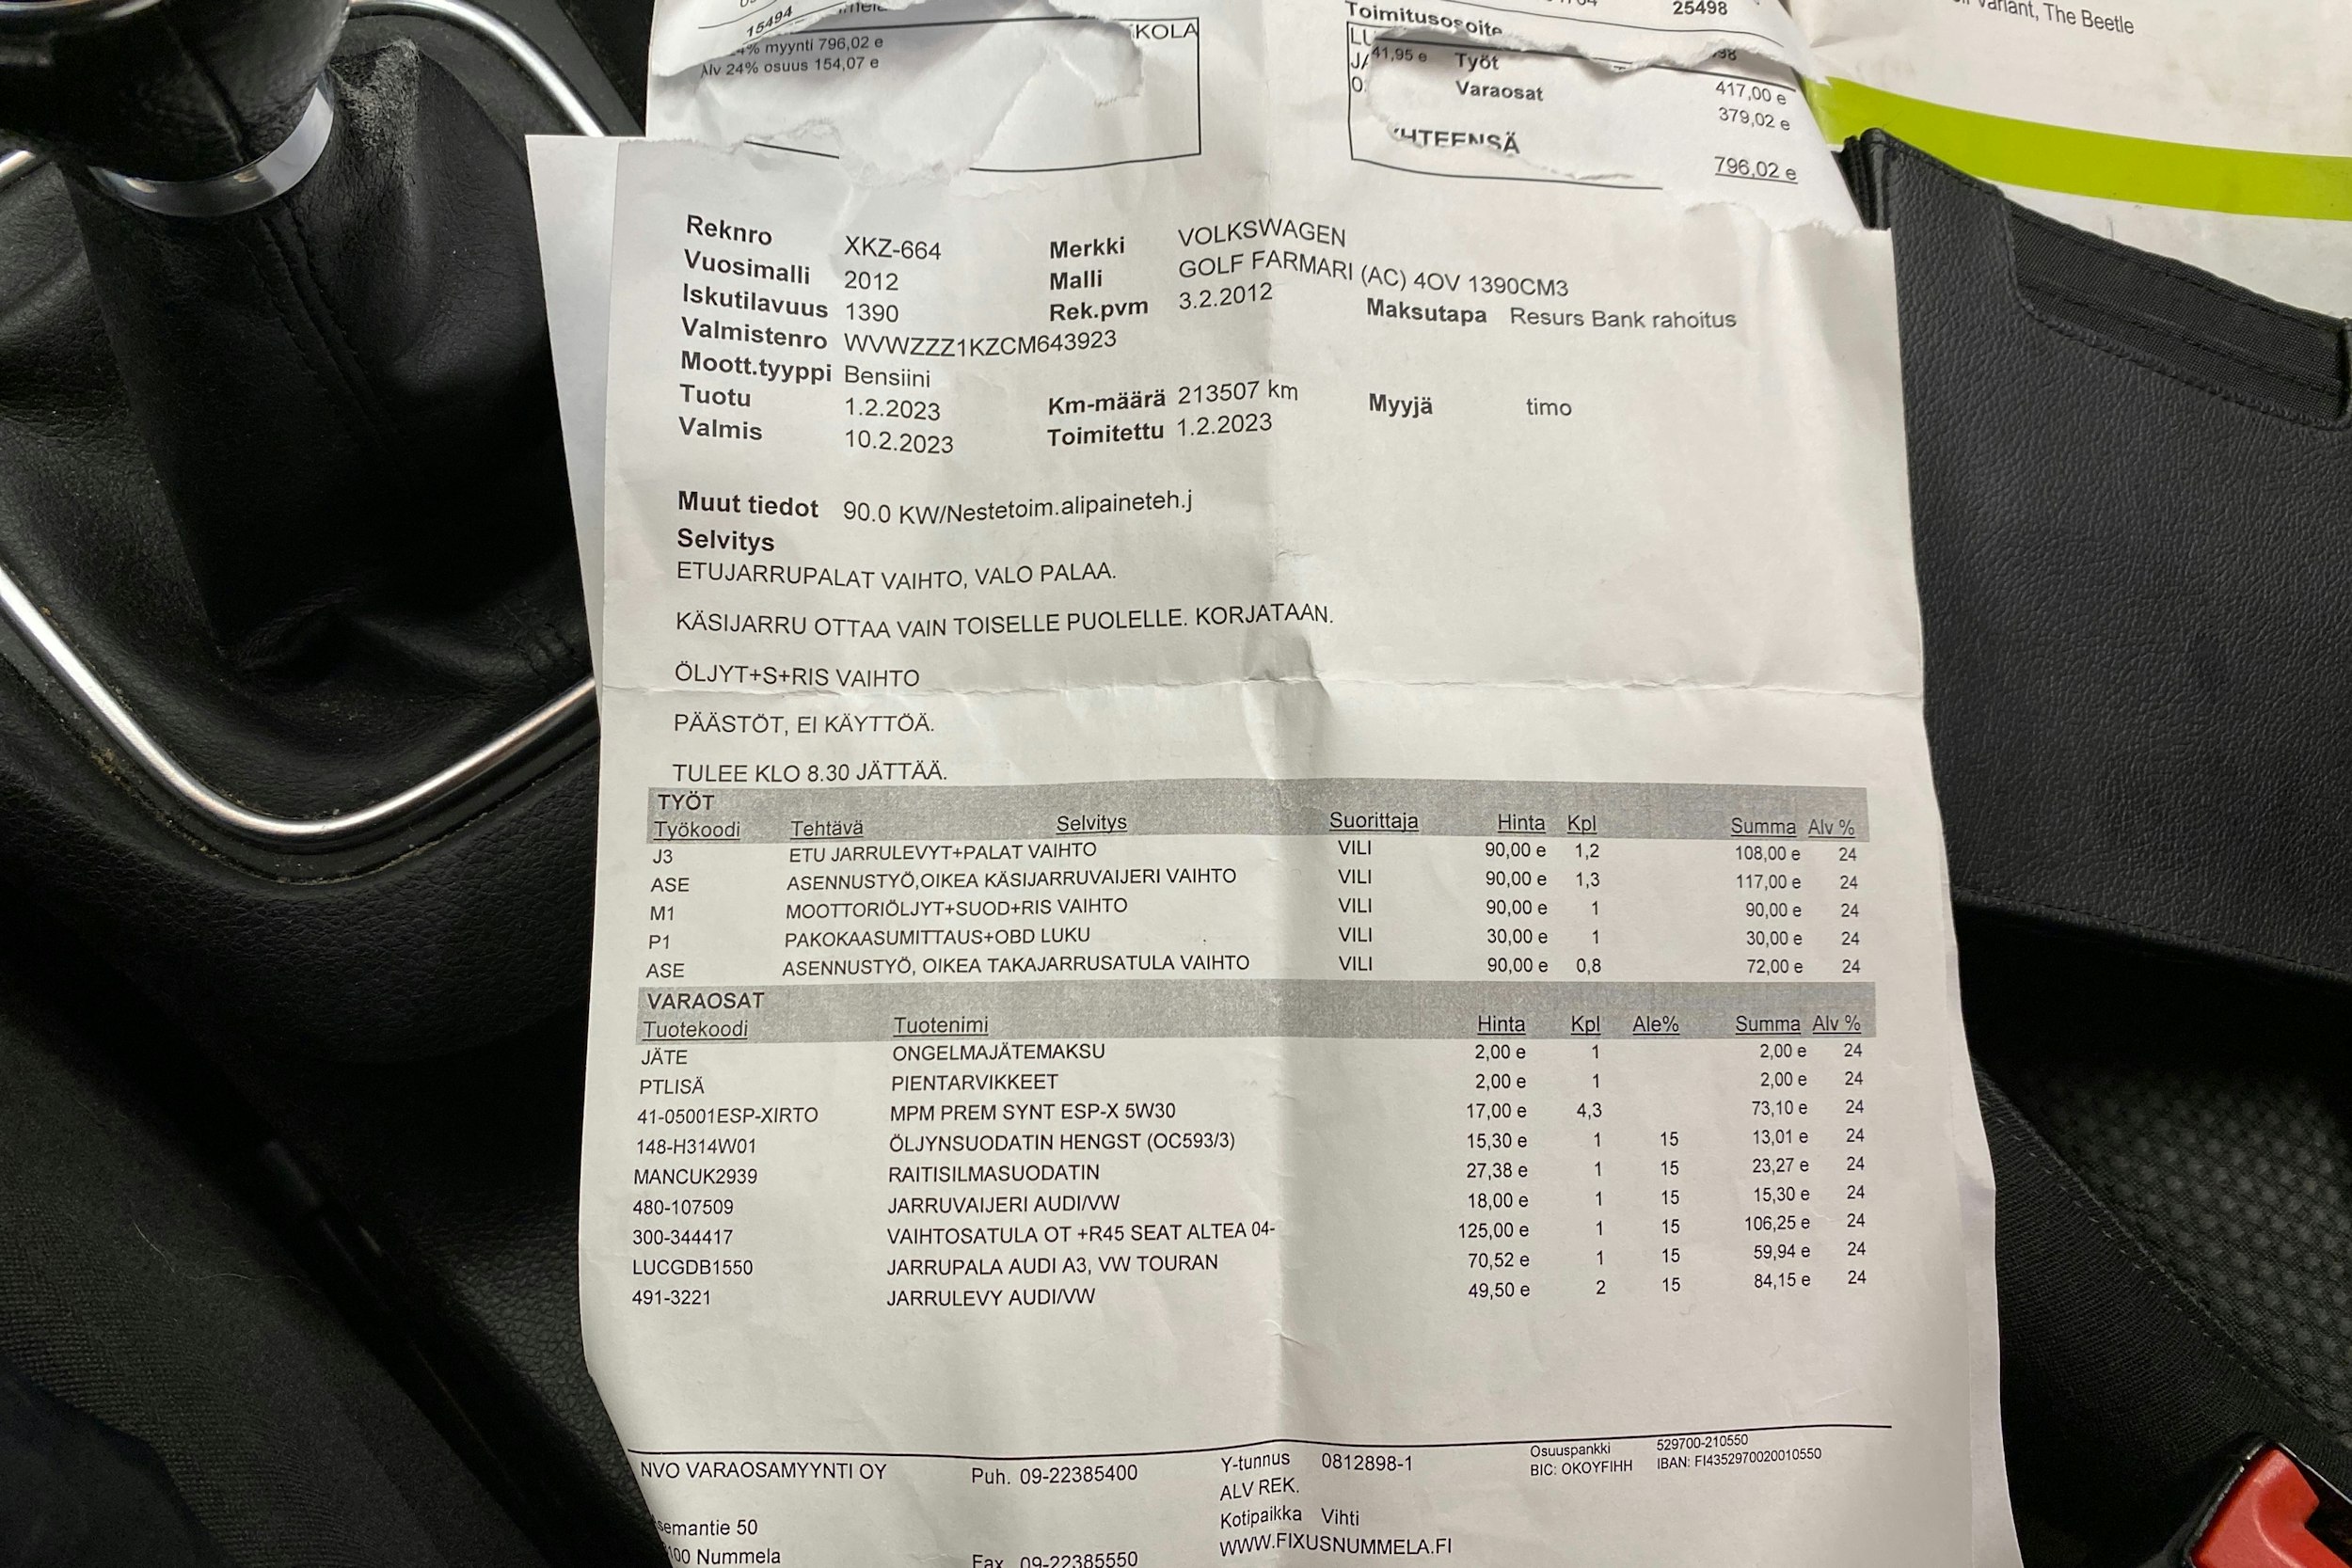 25498
Variant, The Beetle
15494
Toimitusosoite
KOLA
4% myynti 796,02 e
Alv 24% osuus 154,07 e
41,95 e Työt 417,00 e
Varaosat 379,02 e
YHTEENSÄ 796,02 e
Reknro XKZ-664 Merkki VOLKSWAGEN
Vuosimalli 2012 Malli GOLF FARMARI (AC) 4OV 1390CM3
Iskutilavuus 1390 Rek.pvm 3.2.2012 Maksutapa Resurs Bank rahoitus
Valmistenro WVWZZZ1KZCM643923
Moott.tyyppi Bensiini
Tuotu 1.2.2023 Km-määrä 213507 km Myyjä timo
Valmis 10.2.2023 Toimitettu 1.2.2023
Muut tiedot 90.0 KW/Nestetoim.alipaineteh.j
Selvitys
ETUJARRUPALAT VAIHTO, VALO PALAA.
KÄSIJARRU OTTAA VAIN TOISELLE PUOLELLE. KORJATAAN.
ÖLJYT+S+RIS VAIHTO
PÄÄSTÖT, EI KÄYTTÖÄ.
TULEE KLO 8.30 JÄTTÄÄ.
TYÖT
Työkoodi Tehtävä Selvitys Suorittaja Hinta Kpl Summa Alv %
J3 ETU JARRULEVYT+PALAT VAIHTO VILI 90,00 e 1,2 108,00 e 24
ASE ASENNUSTYÖ,OIKEA KÄSIJARRUVAIJERI VAIHTO VILI 90,00 e 1,3 117,00 e 24
M1 MOOTTORIÖLJYT+SUOD+RIS VAIHTO VILI 90,00 e 1 90,00 e 24
P1 PAKOKAASUMITTAUS+OBD LUKU VILI 30,00 e 1 30,00 e 24
ASE ASENNUSTYÖ, OIKEA TAKAJARRUSATULA VAIHTO VILI 90,00 e 0,8 72,00 e 24
VARAOSAT
Tuotekoodi Tuotenimi Hinta Kpl Ale% Summa Alv %
JÄTE ONGELMAJÄTEMAKSU 2,00 e 1 2,00 e 24
PTLISÄ PIENTARVIKKEET 2,00 e 1 2,00 e 24
41-05001ESP-XIRTO MPM PREM SYNT ESP-X 5W30 17,00 e 4,3 73,10 e 24
148-H314W01 ÖLJYNSUODATIN HENGST (OC593/3) 15,30 e 1 15 13,01 e 24
MANCUK2939 RAITISILMASUODATIN 27,38 e 1 15 23,27 e 24
480-107509 JARRUVAIJERI AUDI/VW 18,00 e 1 15 15,30 e 24
300-344417 VAIHTOSATULA OT +R45 SEAT ALTEA 04- 125,00 e 1 15 106,25 e 24
LUCGDB1550 JARRUPALA AUDI A3, VW TOURAN 70,52 e 1 15 59,94 e 24
491-3221 JARRULEVY AUDI/VW 49,50 e 2 15 84,15 e 24
NVO VARAOSAMYYNTI OY Puh. 09-22385400 Y-tunnus 0812898-1 Osuuspankki 529700-210550
ALV REK. BIC: OKOYFIHH IBAN: FI4352970020010550
semantie 50 Kotipaikka Vihti
100 Nummela Fax 09-22385550 WWW.FIXUSNUMMELA.FI